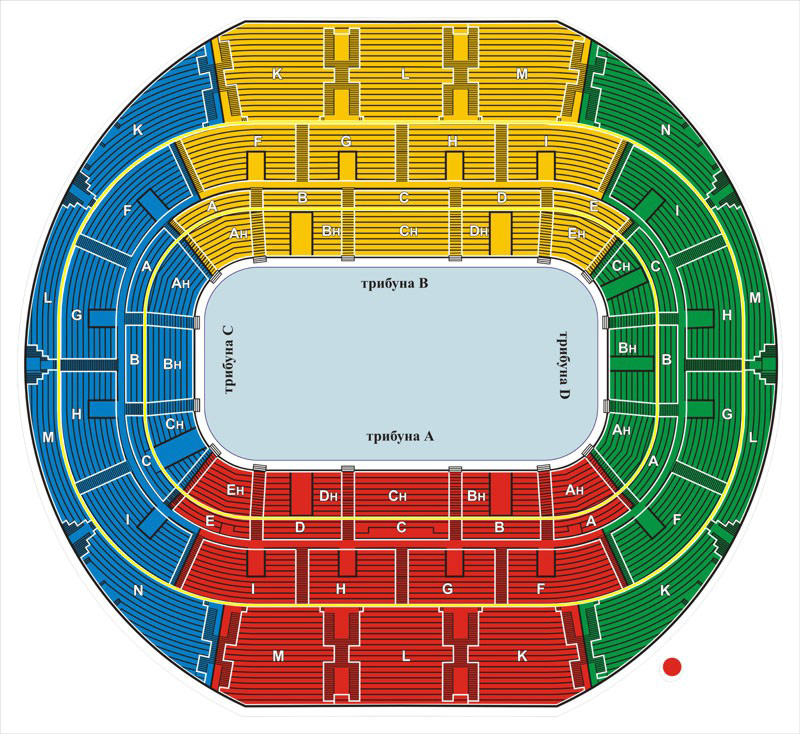 K L M
K N
F G H I
F I
A B C D E
Aн Bн Cн Dн Eн
A Aн Cн C
трибуна B
L G H M
трибуна C
трибуна D
B Bн Bн B
H G
M L
Cн C Aн A
трибуна A
Eн Dн Cн Bн Aн
E D C B A
I F
I H G F
N K
M L K